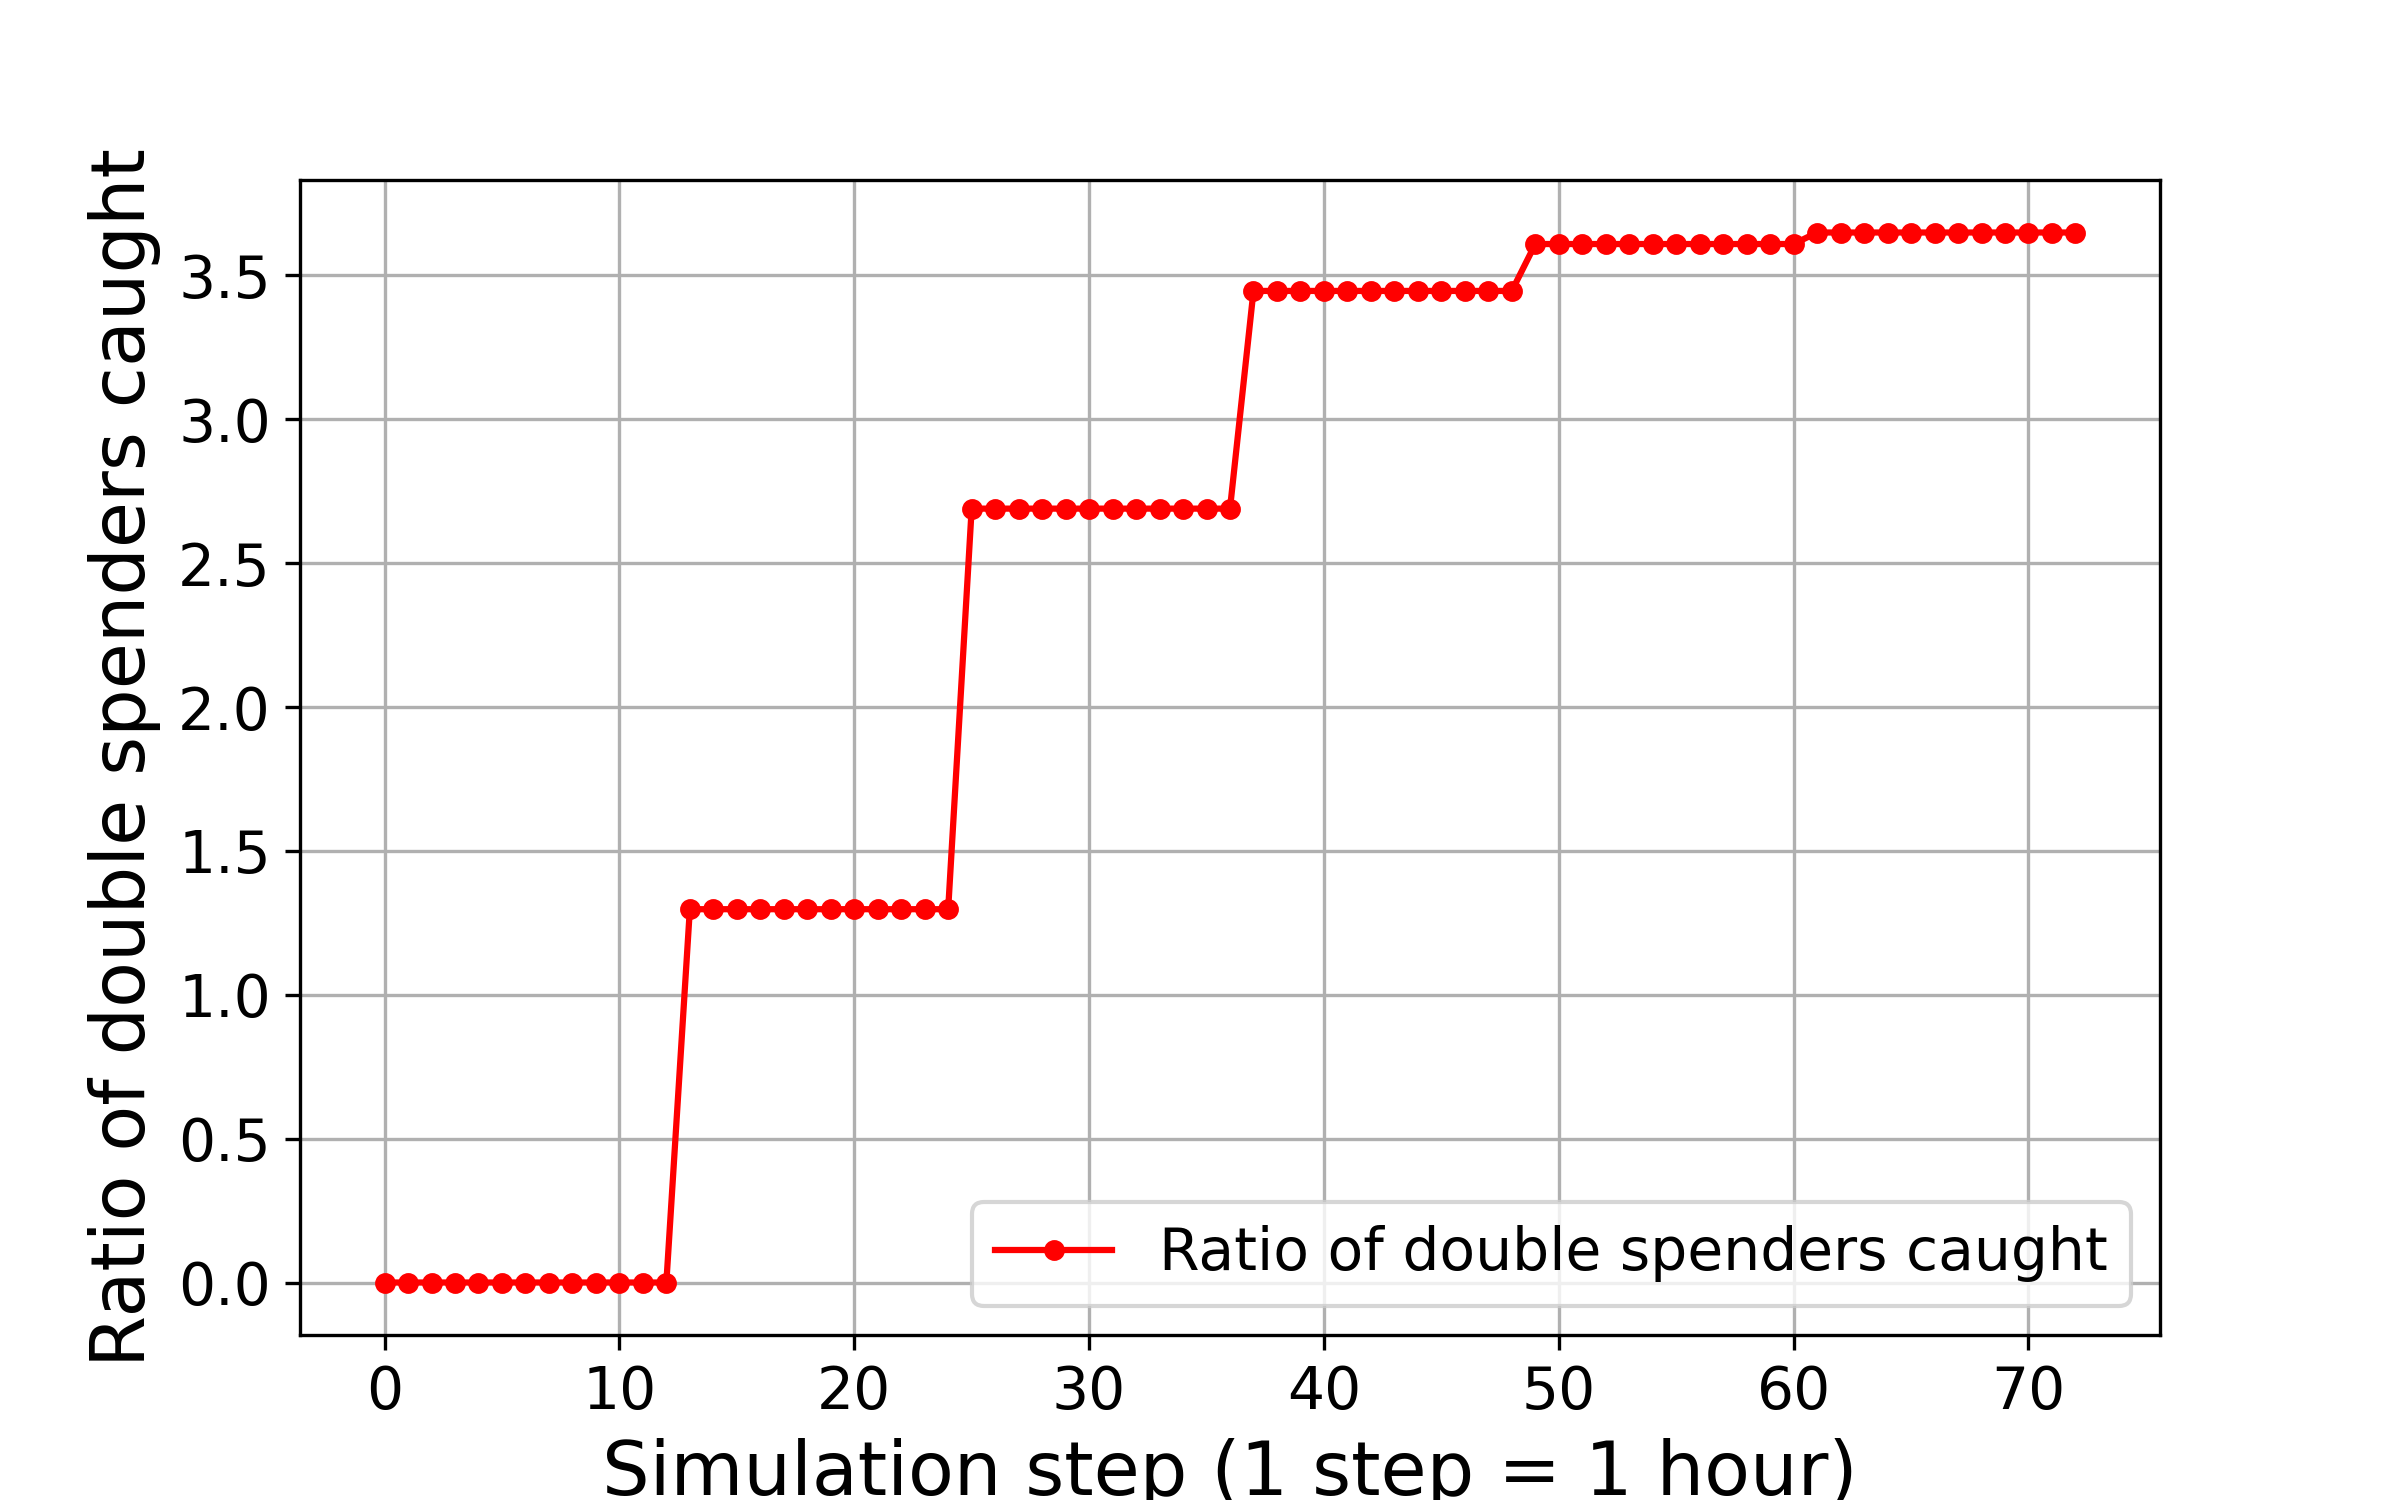 Ratio of double spenders caught
3.5
3.0
2.5
2.0
1.5
1.0
0.5
0.0
Ratio of double spenders caught
0 10 20 30 40 50 60 70
Simulation step (1 step = 1 hour)